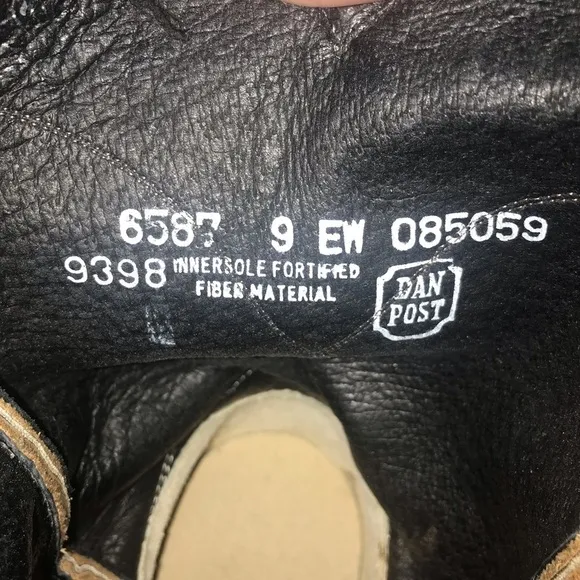 6587 9 EW 085059
9398 INNERSOLE FORTIFIED
FIBER MATERIAL
DAN
POST